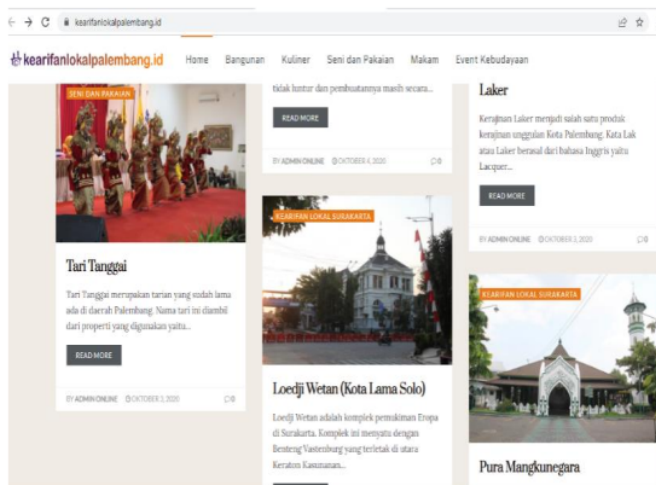 kearifanlokalpalembang.id
kearifanlokalpalembang.id
Home Bangunan Kuliner Seni dan Pakaian Makam Event Kebudayaan
SENI DAN PAKAIAN
Tari Tanggai
Tari Tanggai merupakan tarian yang sudah lama
ada di daerah Palembang. Nama tari ini diambil
dari properti yang digunakan yaitu...
READ MORE
BY ADMIN ONLINE OCTOBER 3, 2020 0
tidak luntur dan pembuatannya masih secara...
READ MORE
BY ADMIN ONLINE OCTOBER 4, 2020 0
KEARIFAN LOKAL SURAKARTA
Loedji Wetan (Kota Lama Solo)
Loedji Wetan adalah komplek pemukiman Eropa
di Surakarta. Komplek ini menyatu dengan
Benteng Vastenburg yang terletak di utara
Keraton Kasunanan...
Laker
Kerajinan Laker menjadi salah satu produk
kerajinan unggulan Kota Palembang. Kata Lak
atau Laker berasal dari bahasa Inggris yaitu
Lacquer...
READ MORE
BY ADMIN ONLINE OCTOBER 3, 2020 0
KEARIFAN LOKAL SURAKARTA
Pura Mangkunegara